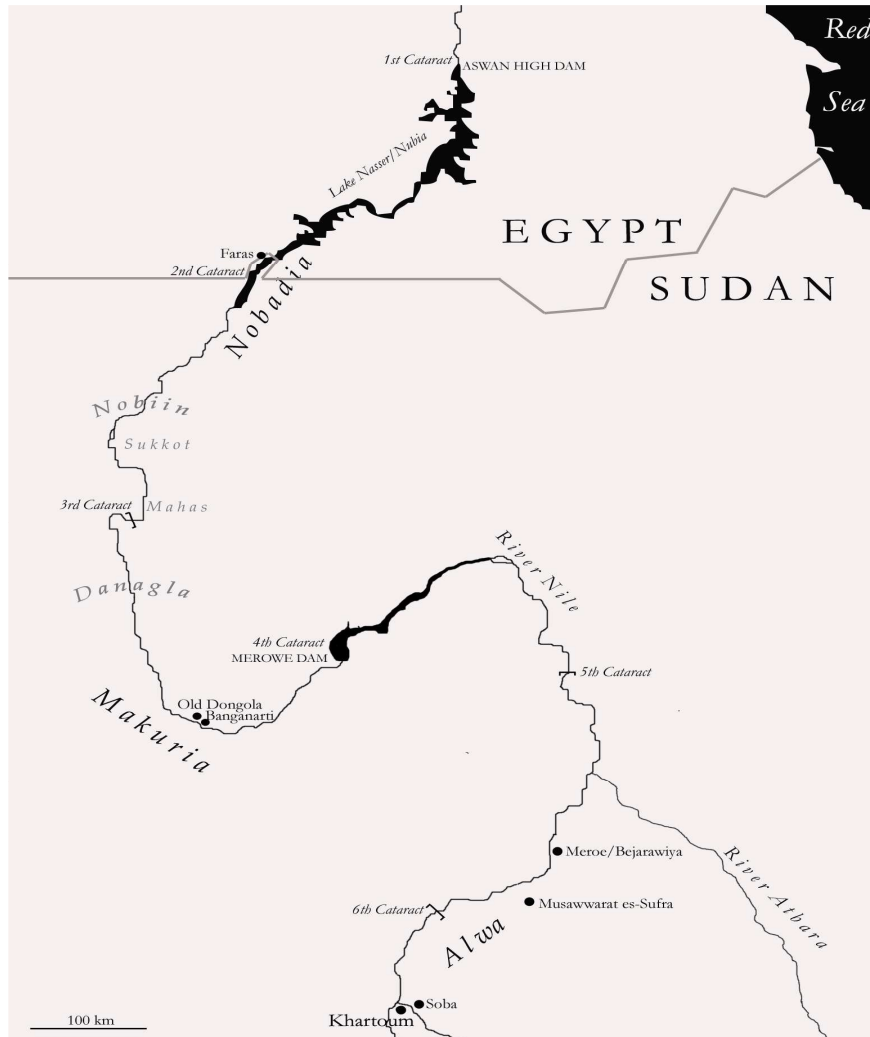 Red
Sea
1st Cataract
ASWAN HIGH DAM
Lake Nasser/Nubia
EGYPT
SUDAN
Faras
2nd Cataract
Nobadia
Nobiin
Sukkot
3rd Cataract
Mahas
River Nile
Danagla
4th Cataract
MEROWE DAM
5th Cataract
Old Dongola
Banganarti
Makuria
Meroe/Bejarawiya
River Atbara
Musawwarat es-Sufra
6th Cataract
Alwa
Soba
Khartoum
100 km